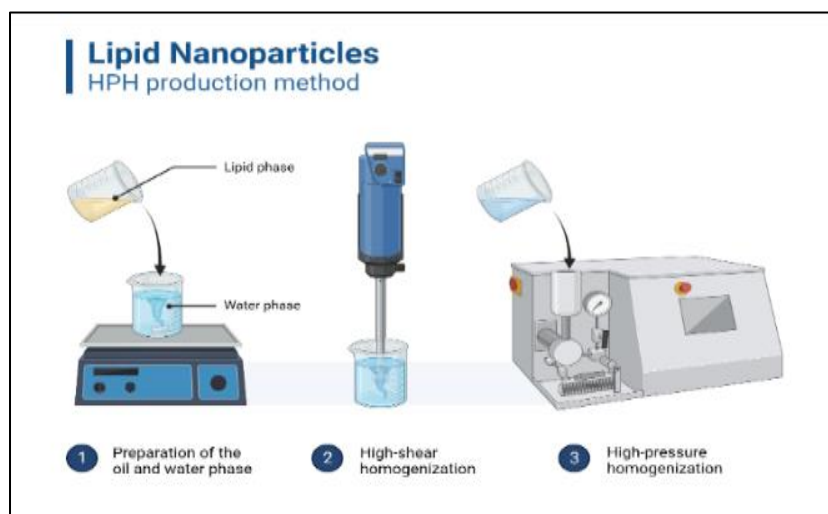 Lipid Nanoparticles
HPH production method
Lipid phase
Water phase
1 Preparation of the
oil and water phase
2 High-shear
homogenization
3 High-pressure
homogenization